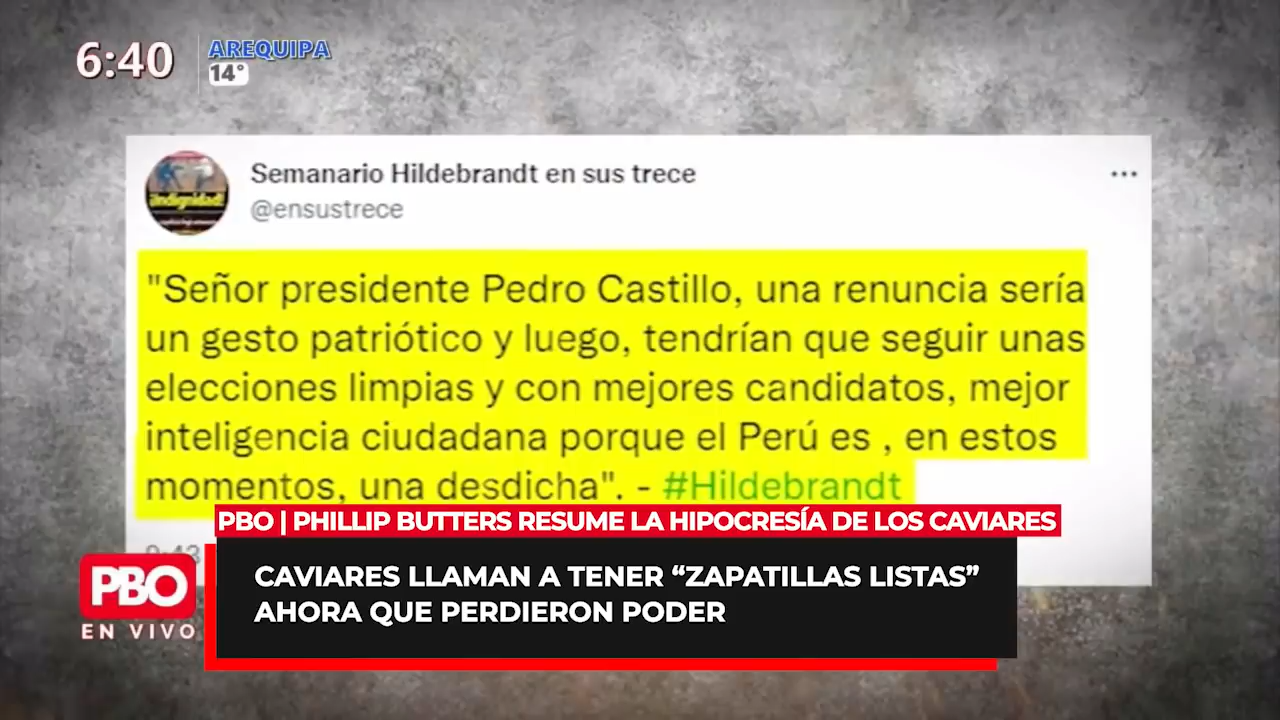 6:40
AREQUIPA
14°
Semanario Hildebrandt en sus trece
@ensustrece
¡Indignidad!
"Señor presidente Pedro Castillo, una renuncia sería
un gesto patriótico y luego, tendrían que seguir unas
elecciones limpias y con mejores candidatos, mejor
inteligencia ciudadana porque el Perú es , en estos
momentos, una desdicha". - #Hildebrandt
PBO | PHILLIP BUTTERS RESUME LA HIPOCRESÍA DE LOS CAVIARES
CAVIARES LLAMAN A TENER “ZAPATILLAS LISTAS”
AHORA QUE PERDIERON PODER
PBO
EN VIVO